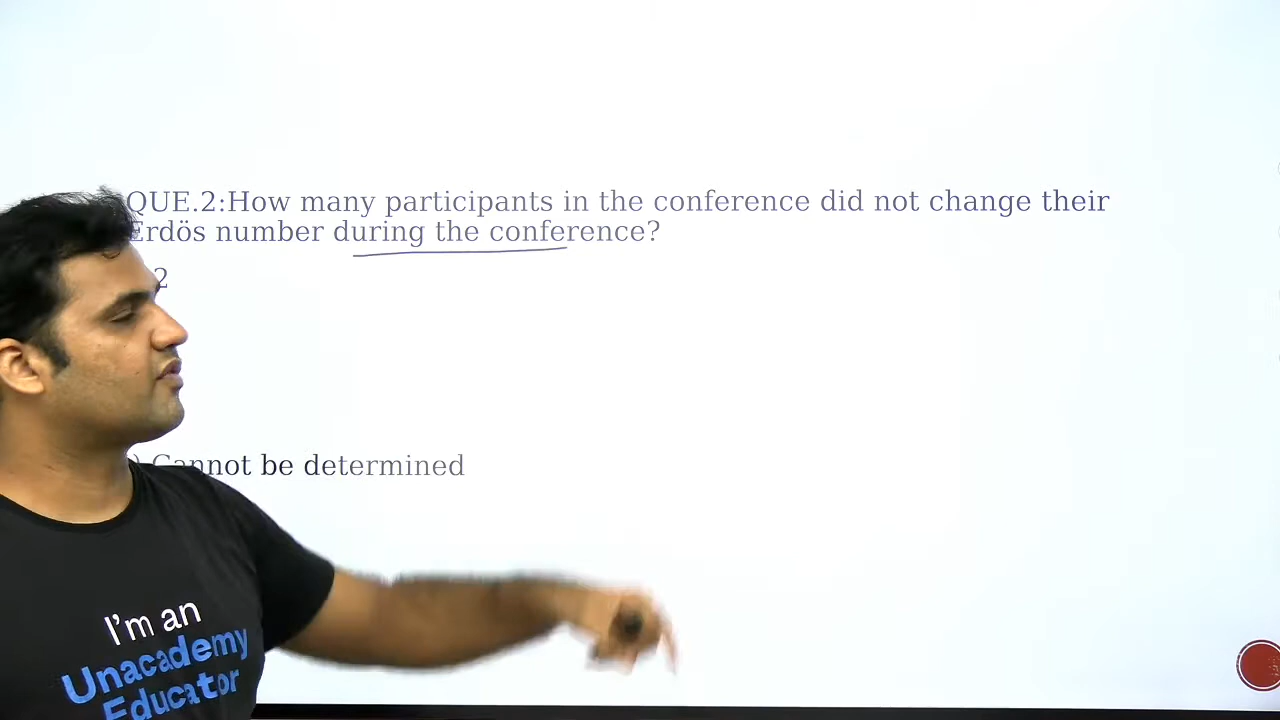 QUE.2:How many participants in the conference did not change their
Erdös number during the conference?
2
) Cannot be determined
I'm an
Unacademy
Educator